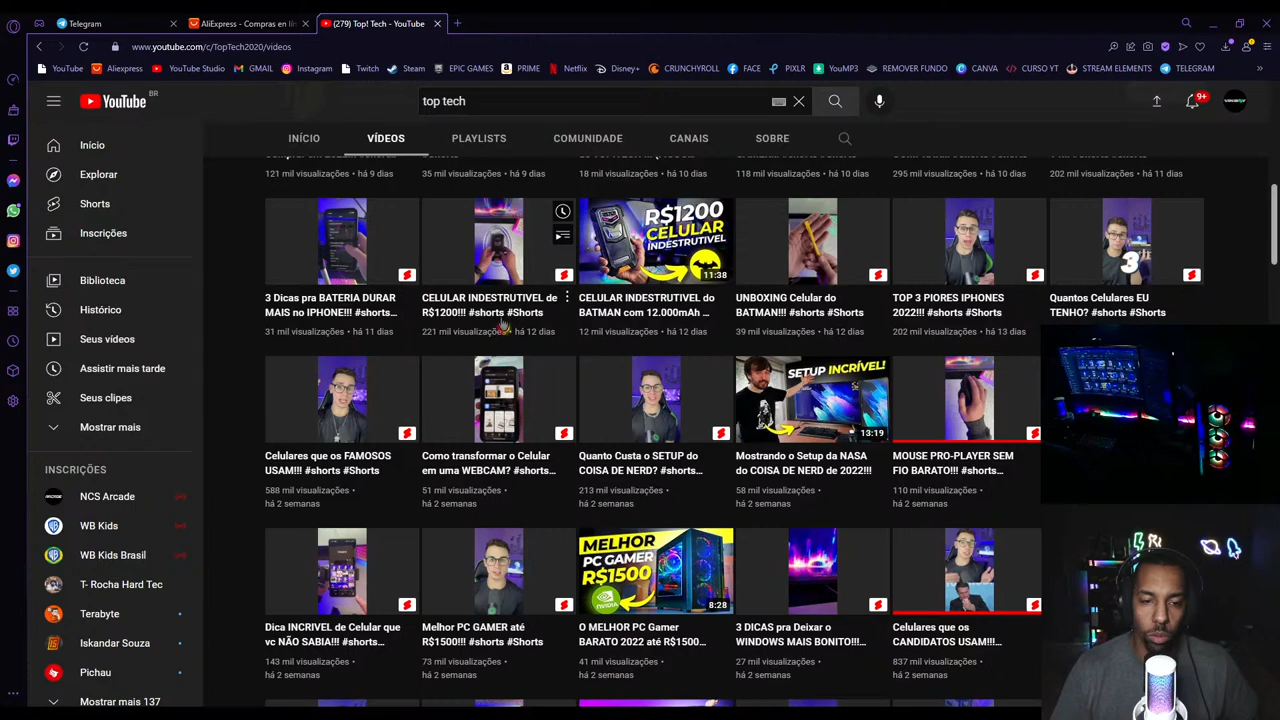 Telegram
AliExpress - Compras en lín
(279) Top! Tech - YouTube
www.youtube.com/c/TopTech2020/videos
YouTube Aliexpress YouTube Studio GMAIL Instagram Twitch Steam EPIC GAMES PRIME Netflix Disney+ CRUNCHYROLL FACE PIXLR YouMP3 REMOVER FUNDO CANVA CURSO YT STREAM ELEMENTS TELEGRAM
YouTube BR
top tech
9+
INÍCIO VÍDEOS PLAYLISTS COMUNIDADE CANAIS SOBRE
Início
Explorar
Shorts
Inscrições
Biblioteca
Histórico
Seus vídeos
Assistir mais tarde
Seus clipes
Mostrar mais
INSCRIÇÕES
NCS Arcade
WB Kids
WB Kids Brasil
T- Rocha Hard Tec
Terabyte
Iskandar Souza
Pichau
Mostrar mais 137
121 mil visualizações • há 9 dias
35 mil visualizações • há 9 dias
18 mil visualizações • há 10 dias
118 mil visualizações • há 10 dias
295 mil visualizações • há 10 dias
202 mil visualizações • há 11 dias
3 Dicas pra BATERIA DURAR
MAIS no IPHONE!!! #shorts...
31 mil visualizações • há 11 dias
CELULAR INDESTRUTIVEL de
R$1200!!! #shorts #Shorts
221 mil visualizações • há 12 dias
R$1200
CELULAR
INDESTRUTÍVEL
11:38
CELULAR INDESTRUTIVEL do
BATMAN com 12.000mAh ...
12 mil visualizações • há 12 dias
UNBOXING Celular do
BATMAN!!! #shorts #Shorts
39 mil visualizações • há 12 dias
TOP 3 PIORES IPHONES
2022!!! #shorts #Shorts
202 mil visualizações • há 13 dias
3
Quantos Celulares EU
TENHO? #shorts #Shorts
Celulares que os FAMOSOS
USAM!!! #shorts #Shorts
588 mil visualizações •
há 2 semanas
Como transformar o Celular
em uma WEBCAM? #shorts...
51 mil visualizações •
há 2 semanas
Quanto Custa o SETUP do
COISA DE NERD? #shorts...
213 mil visualizações •
há 2 semanas
SETUP INCRÍVEL!
13:19
Mostrando o Setup da NASA
do COISA DE NERD de 2022!!!
58 mil visualizações •
há 2 semanas
MOUSE PRO-PLAYER SEM
FIO BARATO!!! #shorts...
110 mil visualizações •
há 2 semanas
Dica INCRIVEL de Celular que
vc NÃO SABIA!!! #shorts...
143 mil visualizações •
há 2 semanas
Melhor PC GAMER até
R$1500!!! #shorts #Shorts
73 mil visualizações •
há 2 semanas
MELHOR
PC GAMER
R$1500
NVIDIA
8:28
O MELHOR PC Gamer
BARATO 2022 até R$1500...
41 mil visualizações •
há 2 semanas
3 DICAS pra Deixar o
WINDOWS MAIS BONITO!!!...
27 mil visualizações •
há 2 semanas
Celulares que os
CANDIDATOS USAM!!!...
837 mil visualizações •
há 2 semanas